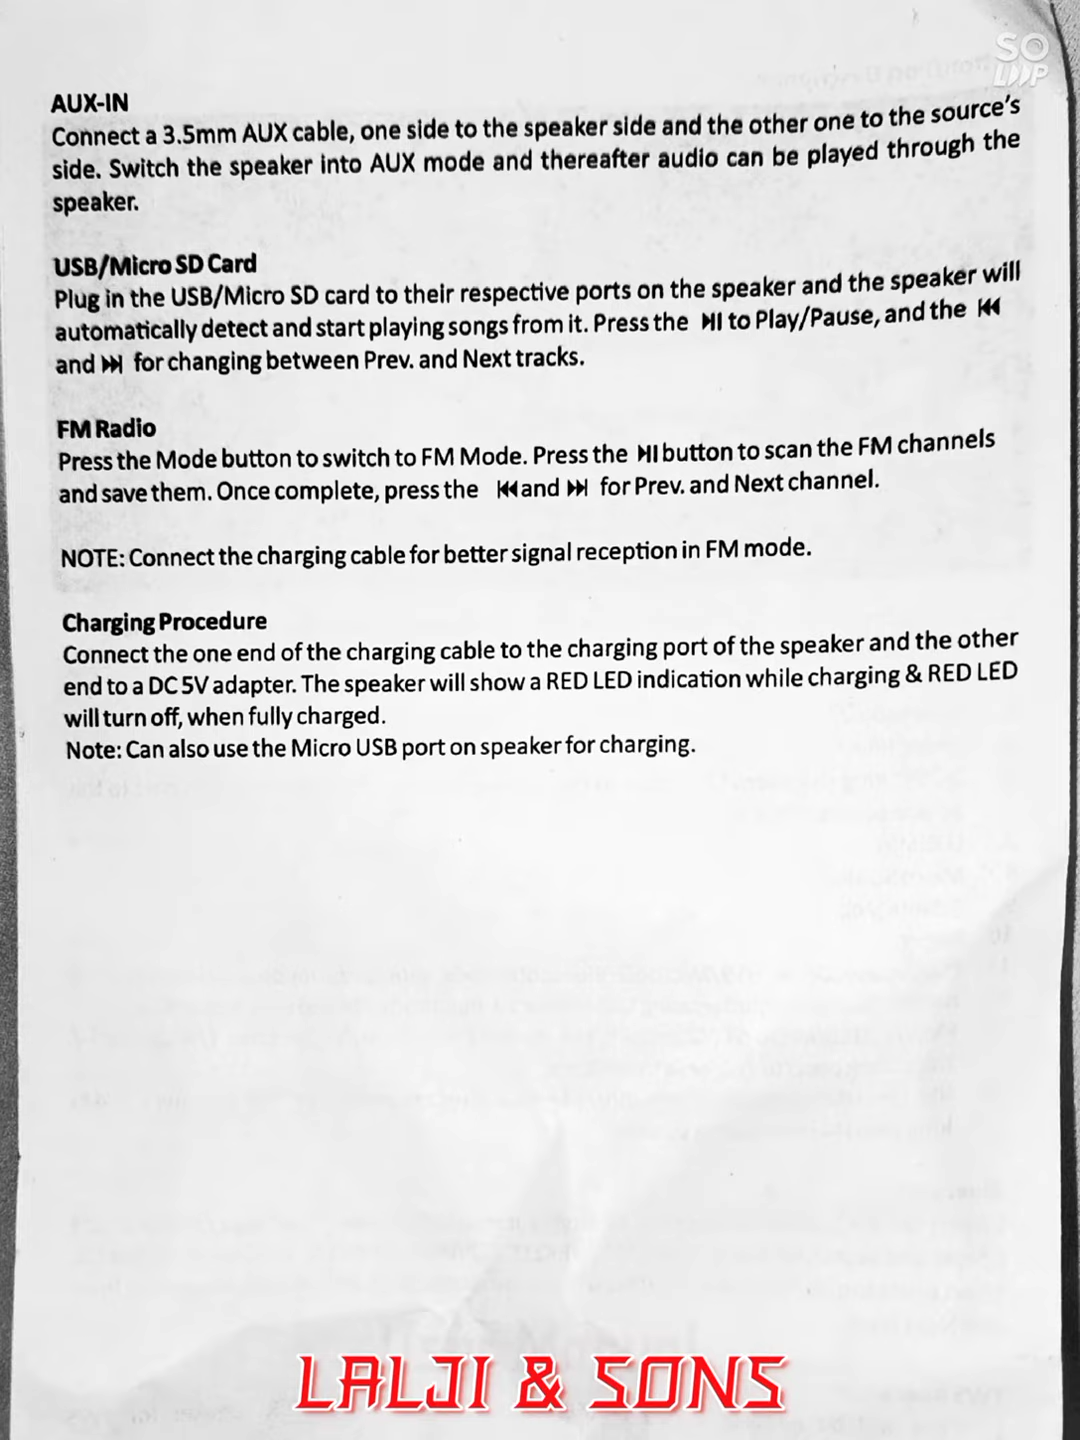 SO
LOOP
AUX-IN
Connect a 3.5mm AUX cable, one side to the speaker side and the other one to the source's
side. Switch the speaker into AUX mode and thereafter audio can be played through the
speaker.
USB/Micro SD Card
Plug in the USB/Micro SD card to their respective ports on the speaker and the speaker will
automatically detect and start playing songs from it. Press the ⏯ to Play/Pause, and the ⏮
and ⏭ for changing between Prev. and Next tracks.
FM Radio
Press the Mode button to switch to FM Mode. Press the ⏯ button to scan the FM channels
and save them. Once complete, press the ⏮ and ⏭ for Prev. and Next channel.
NOTE: Connect the charging cable for better signal reception in FM mode.
Charging Procedure
Connect the one end of the charging cable to the charging port of the speaker and the other
end to a DC 5V adapter. The speaker will show a RED LED indication while charging & RED LED
will turn off, when fully charged.
Note: Can also use the Micro USB port on speaker for charging.
LALJI & SONS